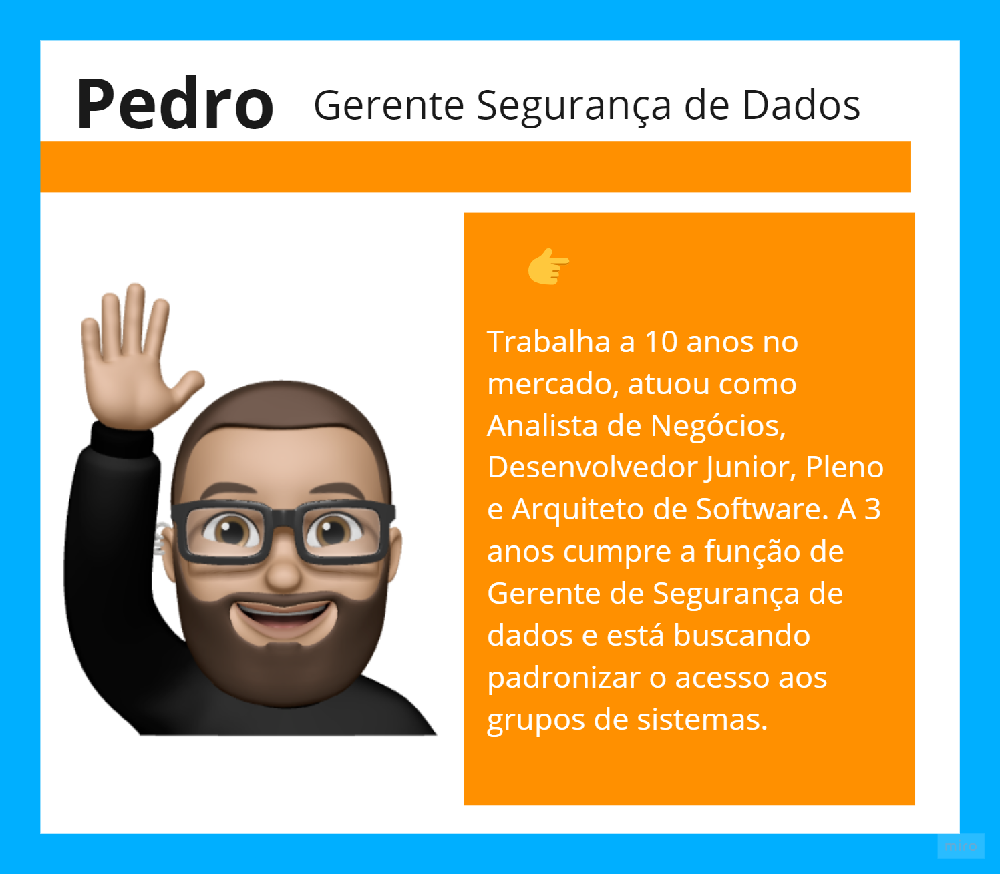 Pedro Gerente Segurança de Dados
Trabalha a 10 anos no
mercado, atuou como
Analista de Negócios,
Desenvolvedor Junior, Pleno
e Arquiteto de Software. A 3
anos cumpre a função de
Gerente de Segurança de
dados e está buscando
padronizar o acesso aos
grupos de sistemas.
miro